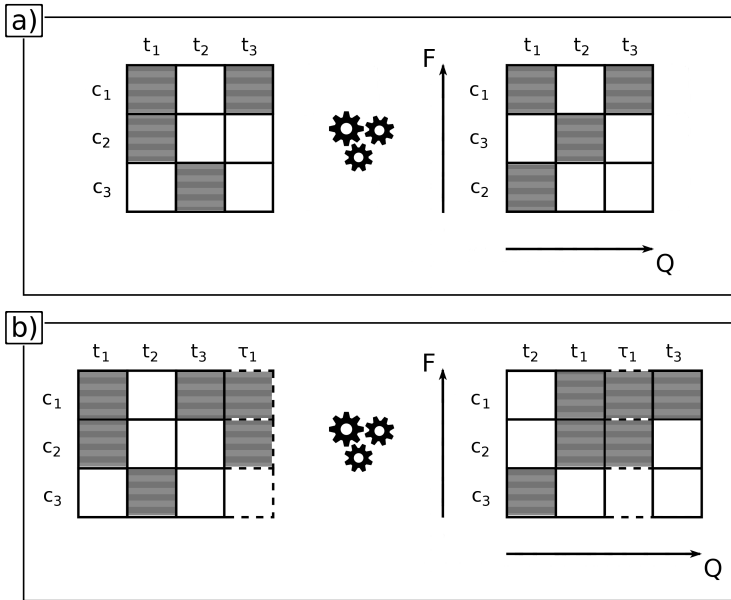 a)
t₁ t₂ t₃
F
t₁ t₂ t₃
c₁
c₁
c₂
c₃
c₃
c₂
Q
b)
t₁ t₂ t₃ τ₁
F
t₂ t₁ τ₁ t₃
c₁
c₁
c₂
c₂
c₃
c₃
Q